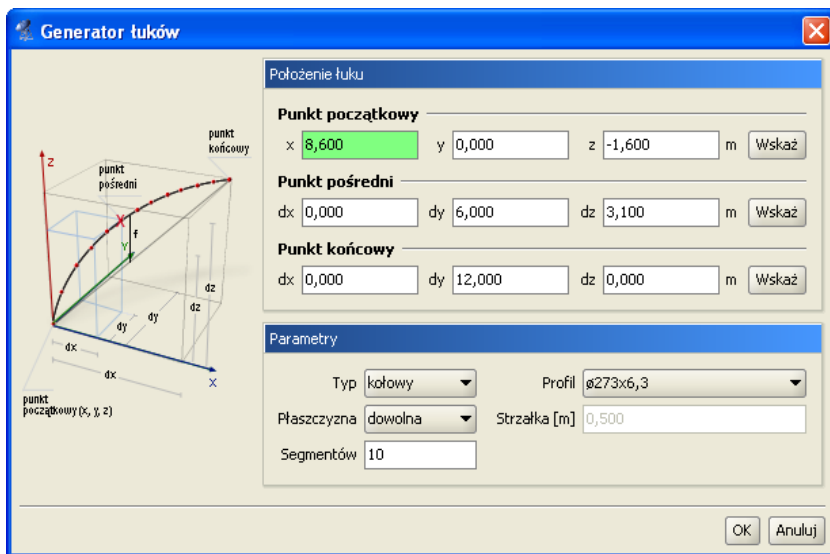 Generator łuków
punkt
końcowy
z
punkt
pośredni
X
f
Y
dz
dz
dy
dy
dx
dx
X
punkt
początkowy (x, y, z)
Położenie łuku
Punkt początkowy
x 8,600 y 0,000 z -1,600 m Wskaż
Punkt pośredni
dx 0,000 dy 6,000 dz 3,100 m Wskaż
Punkt końcowy
dx 0,000 dy 12,000 dz 0,000 m Wskaż
Parametry
Typ kołowy Profil ø273x6,3
Płaszczyzna dowolna Strzałka [m] 0,500
Segmentów 10
OK Anuluj